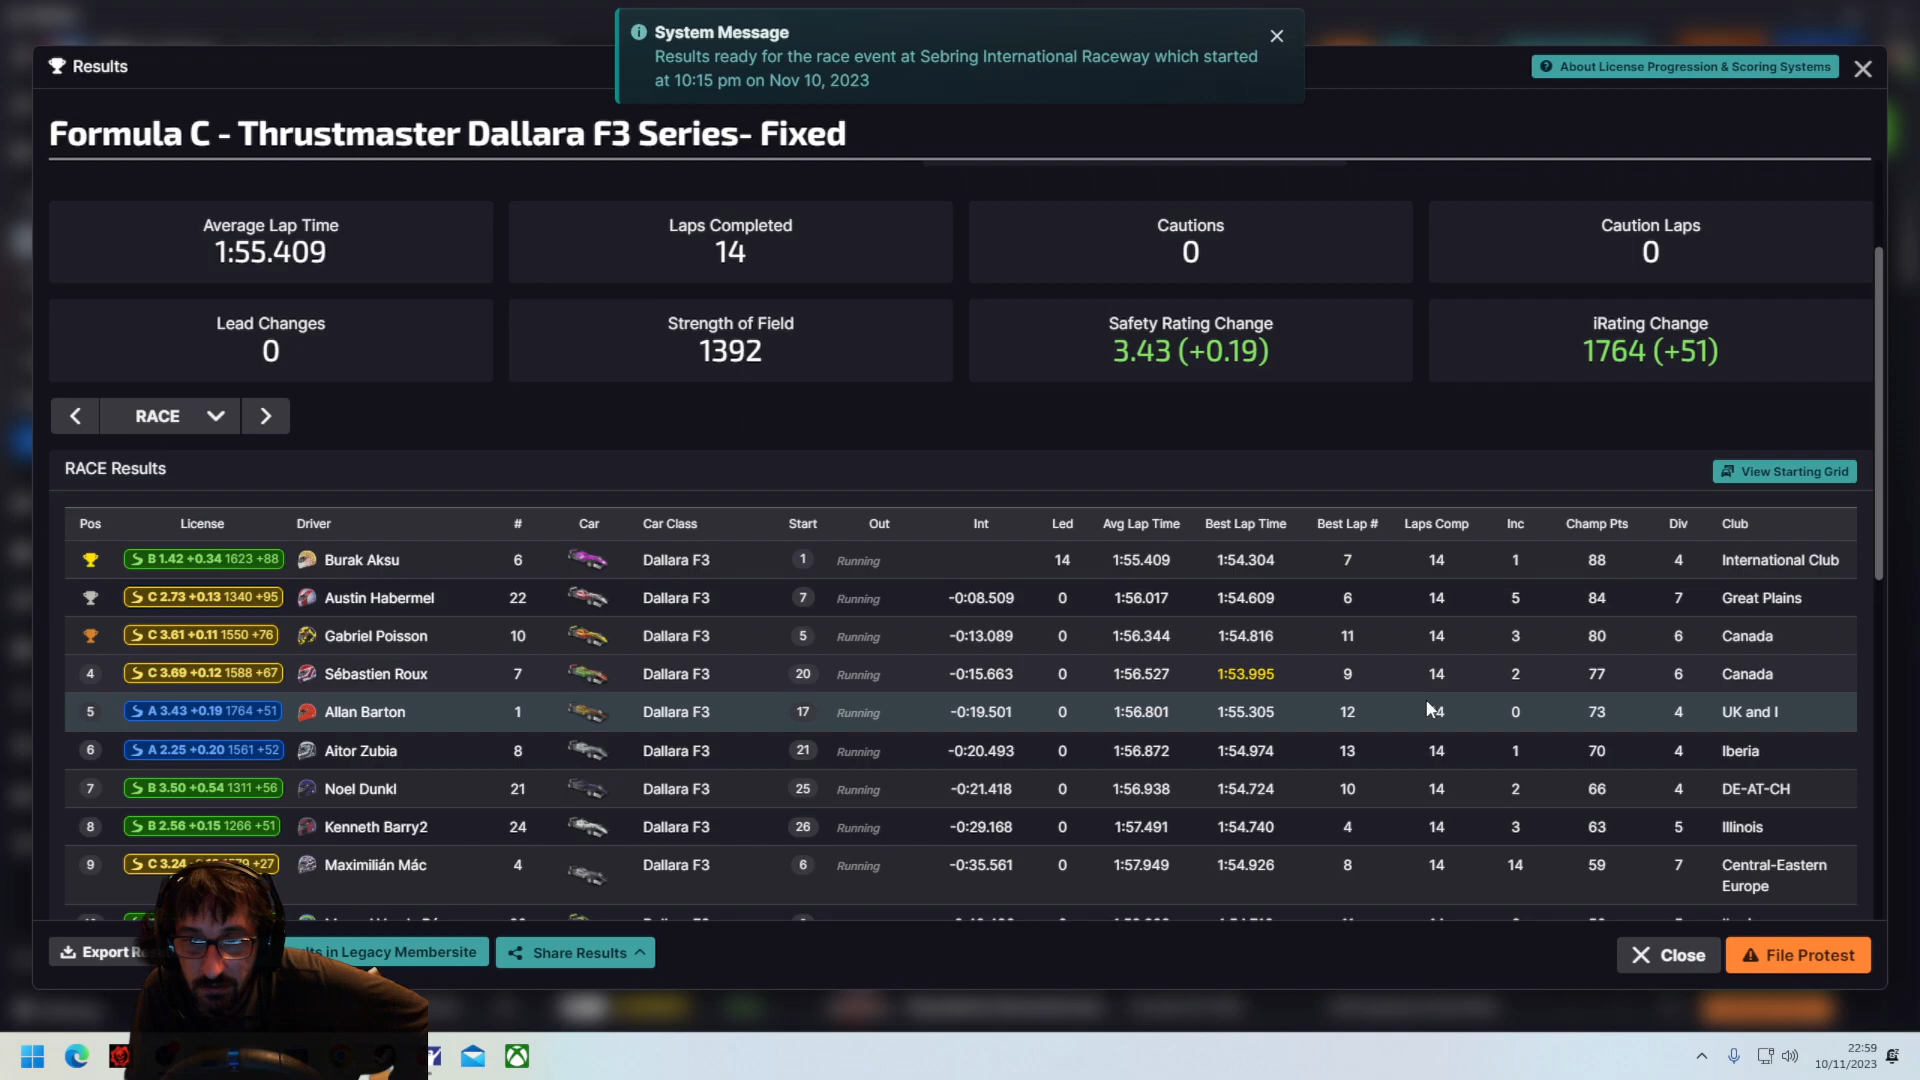 System Message
Results ready for the race event at Sebring International Raceway which started
at 10:15 pm on Nov 10, 2023
Results
About License Progression & Scoring Systems
Formula C - Thrustmaster Dallara F3 Series- Fixed
Average Lap Time Laps Completed Cautions Caution Laps
1:55.409 14 0 0
Lead Changes Strength of Field Safety Rating Change iRating Change
0 1392 3.43 (+0.19) 1764 (+51)
RACE
RACE Results
View Starting Grid
Pos License Driver # Car Car Class Start Out Int Led Avg Lap Time Best Lap Time Best Lap # Laps Comp Inc Champ Pts Div Club
B 1.42 +0.34 1623 +88 Burak Aksu 6 Dallara F3 1 Running 14 1:55.409 1:54.304 7 14 1 88 4 International Club
C 2.73 +0.13 1340 +95 Austin Habermel 22 Dallara F3 7 Running -0:08.509 0 1:56.017 1:54.609 6 14 5 84 7 Great Plains
C 3.61 +0.11 1550 +76 Gabriel Poisson 10 Dallara F3 5 Running -0:13.089 0 1:56.344 1:54.816 11 14 3 80 6 Canada
4 C 3.69 +0.12 1588 +67 Sébastien Roux 7 Dallara F3 20 Running -0:15.663 0 1:56.527 1:53.995 9 14 2 77 6 Canada
5 A 3.43 +0.19 1764 +51 Allan Barton 1 Dallara F3 17 Running -0:19.501 0 1:56.801 1:55.305 12 4 0 73 4 UK and I
6 A 2.25 +0.20 1561 +52 Aitor Zubia 8 Dallara F3 21 Running -0:20.493 0 1:56.872 1:54.974 13 14 1 70 4 Iberia
7 B 3.50 +0.54 1311 +56 Noel Dunkl 21 Dallara F3 25 Running -0:21.418 0 1:56.938 1:54.724 10 14 2 66 4 DE-AT-CH
8 B 2.56 +0.15 1266 +51 Kenneth Barry2 24 Dallara F3 26 Running -0:29.168 0 1:57.491 1:54.740 4 14 3 63 5 Illinois
9 C 3.24 +27 Maximilián Mác 4 Dallara F3 6 Running -0:35.561 0 1:57.949 1:54.926 8 14 14 59 7 Central-Eastern
Europe
Export in Legacy Membersite Share Results Close File Protest
22:59
10/11/2023